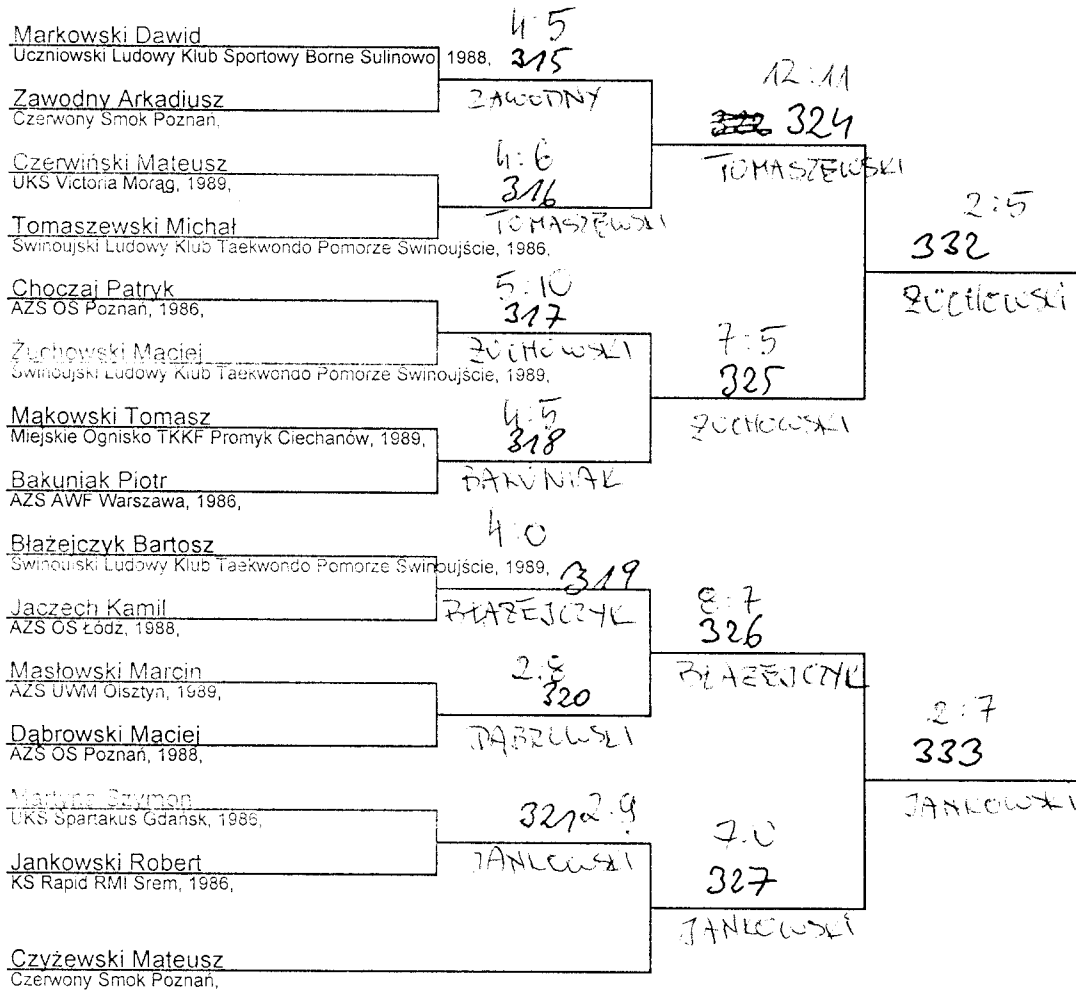 4:5
Markowski Dawid
Uczniowski Ludowy Klub Sportowy Borne Sulinowo, 1988, 315
12:11
Zawodny Arkadiusz ZAWODNY
Czerwony Smok Poznań,
324
Czerwiński Mateusz 4:6
UKS Victoria Morąg, 1989, 316
TOMASZEWSKI
Tomaszewski Michał TOMASZEWSKI 2:5
Świnoujski Ludowy Klub Taekwondo Pomorze Świnoujście, 1986,
332
Choczaj Patryk 5:10
AZS OŚ Poznań, 1986, 317
ŻUCHOWSKI
Żuchowski Maciej ŻUCHOWSKI 7:5
Świnoujski Ludowy Klub Taekwondo Pomorze Świnoujście, 1989, 325
Mąkowski Tomasz 4:5
Miejskie Ognisko TKKF Promyk Ciechanów, 1989, 318
ŻUCHOWSKI
Bakuniak Piotr BAKUNIAK
AZS AWF Warszawa, 1986,
4:0
Błażejczyk Bartosz
Świnoujski Ludowy Klub Taekwondo Pomorze Świnoujście, 1989, 319
Jaczech Kamil BŁAŻEJCZYK 8:7
AZS OŚ Łódź, 1988, 326
Masłowski Marcin 2:8
AZS UWM Olsztyn, 1989, 320
BŁAŻEJCZYK
Dąbrowski Maciej DĄBROWSKI 2:7
AZS OŚ Poznań, 1988,
333
Martyna Szymon 321 2:9
UKS Spartakus Gdańsk, 1986,
JANKOWSKI
Jankowski Robert JANKOWSKI 7:0
KS Rapid RMI Śrem, 1986, 327
JANKOWSKI
Czyżewski Mateusz
Czerwony Smok Poznań,